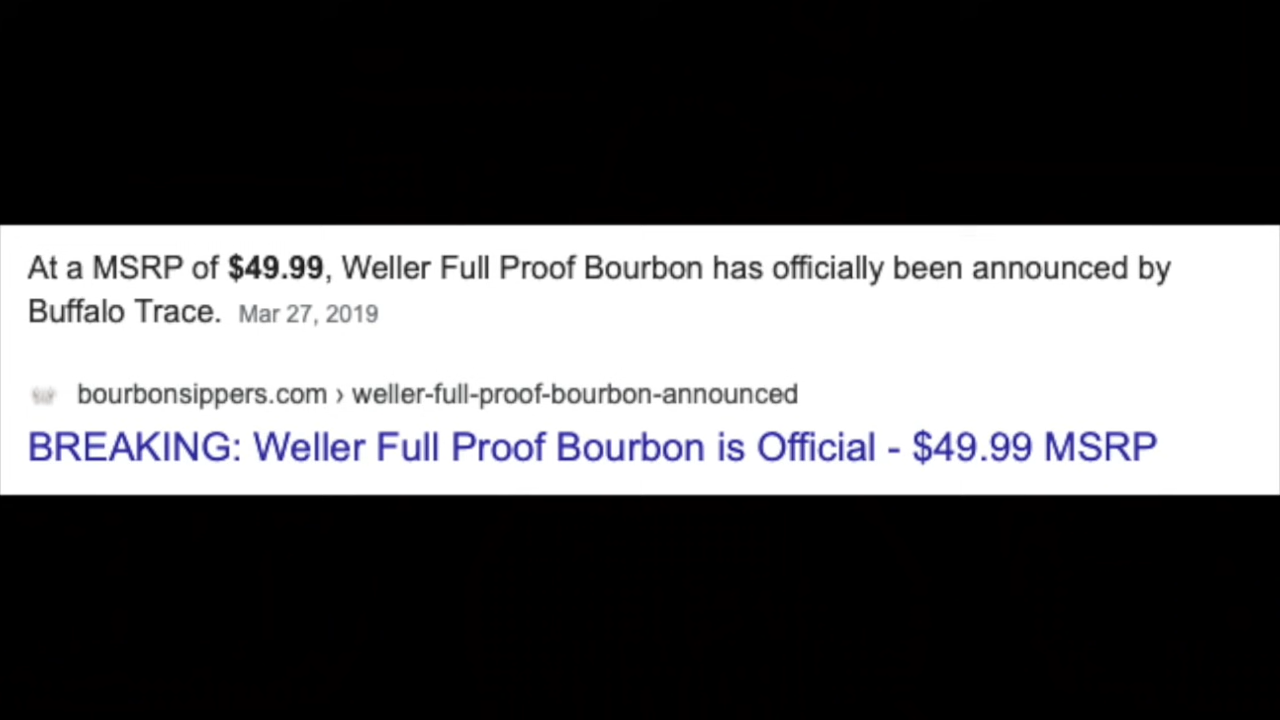 At a MSRP of $49.99, Weller Full Proof Bourbon has officially been announced by
Buffalo Trace. Mar 27, 2019
bourbonsippers.com › weller-full-proof-bourbon-announced
BREAKING: Weller Full Proof Bourbon is Official - $49.99 MSRP